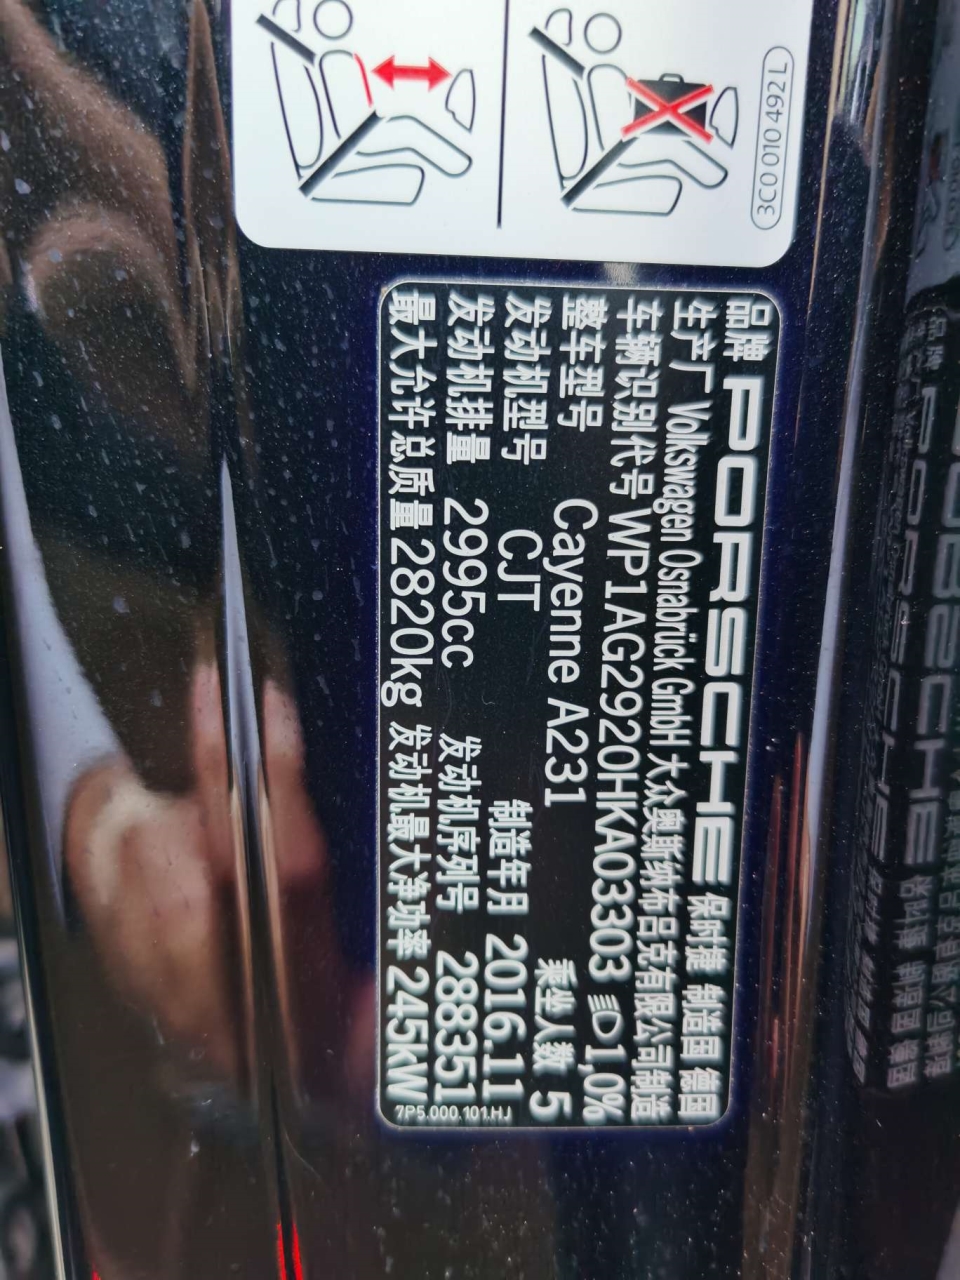 3C0 010 492 L
品牌 PORSCHE 保时捷 制造国 德国
生产厂 Volkswagen Osnabrück GmbH 大众奥斯纳布吕克有限公司制造
车辆识别代号 WP1AG2920HKA03303 1,0%
整车型号 Cayenne A231 乘坐人数 5
发动机型号 CJT 制造年月 2016.11
发动机排量 2995cc 发动机序列号 288351
最大允许总质量 2820kg 发动机最大净功率 245kW
7P5.000.101.HJ